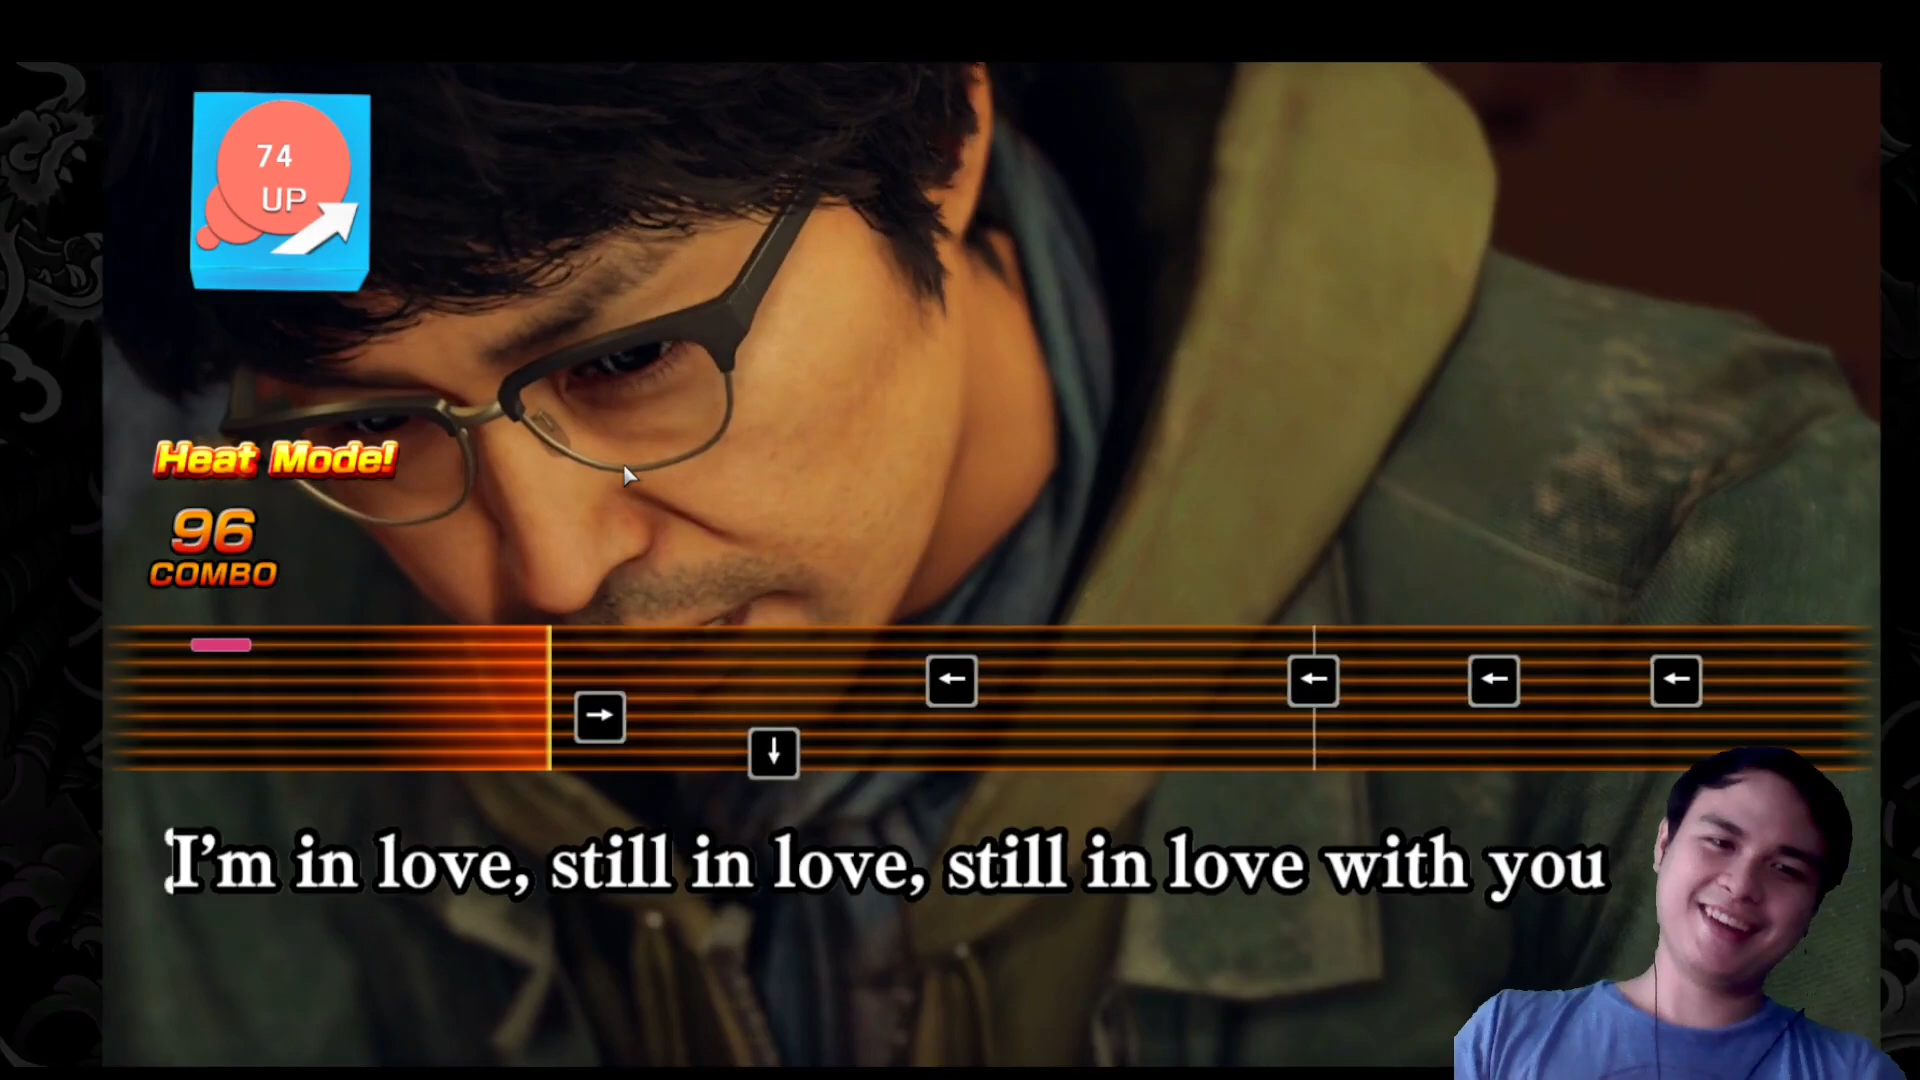 74
UP
Heat Mode!
96
COMBO
I'm in love, still in love, still in love with you